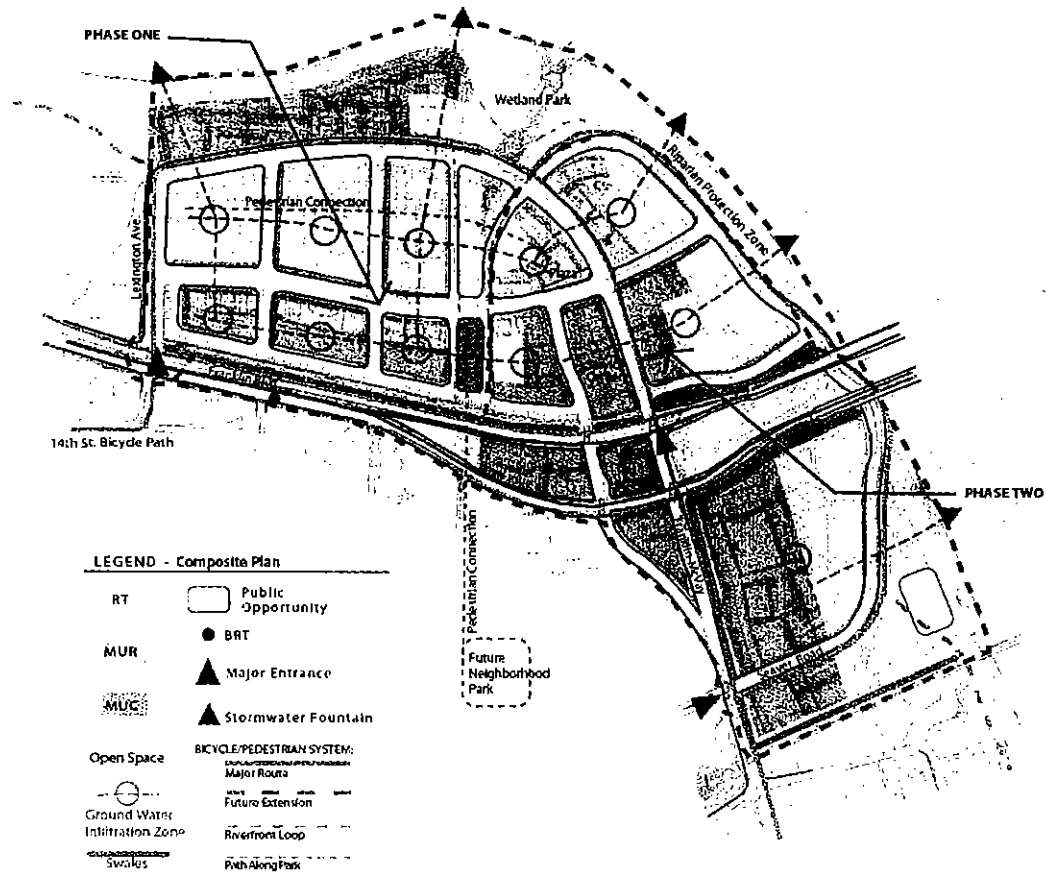 PHASE ONE
Wetland Park
Riparian Protection Zone
Pedestrian Connection
Lexington Ave.
Plaza
14th St. Bicycle Path
PHASE TWO
Pedestrian Connection
Future
Neighborhood
Park
LEGEND - Composite Plan
RT
Public
Opportunity
BRT
MUR
Major Entrance
MUC
Stormwater Fountain
Open Space
BICYCLE/PEDESTRIAN SYSTEM:
Major Route
Future Extension
Ground Water
Infiltration Zone
Riverfront Loop
Swales
Path Along Park